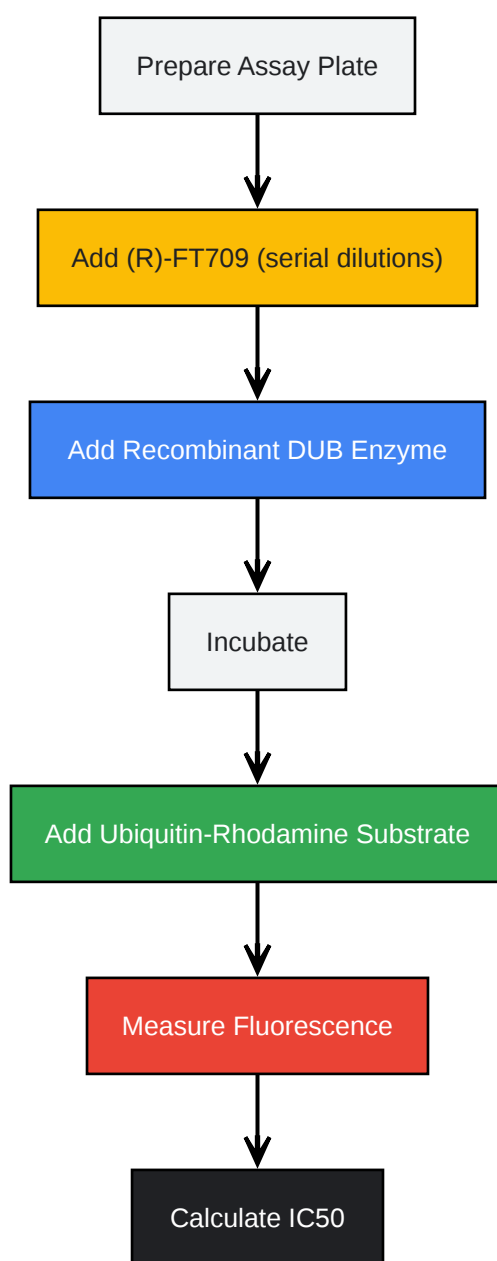 Prepare Assay Plate
Add (R)-FT709 (serial dilutions)
Add Recombinant DUB Enzyme
Incubate
Add Ubiquitin-Rhodamine Substrate
Measure Fluorescence
Calculate IC50